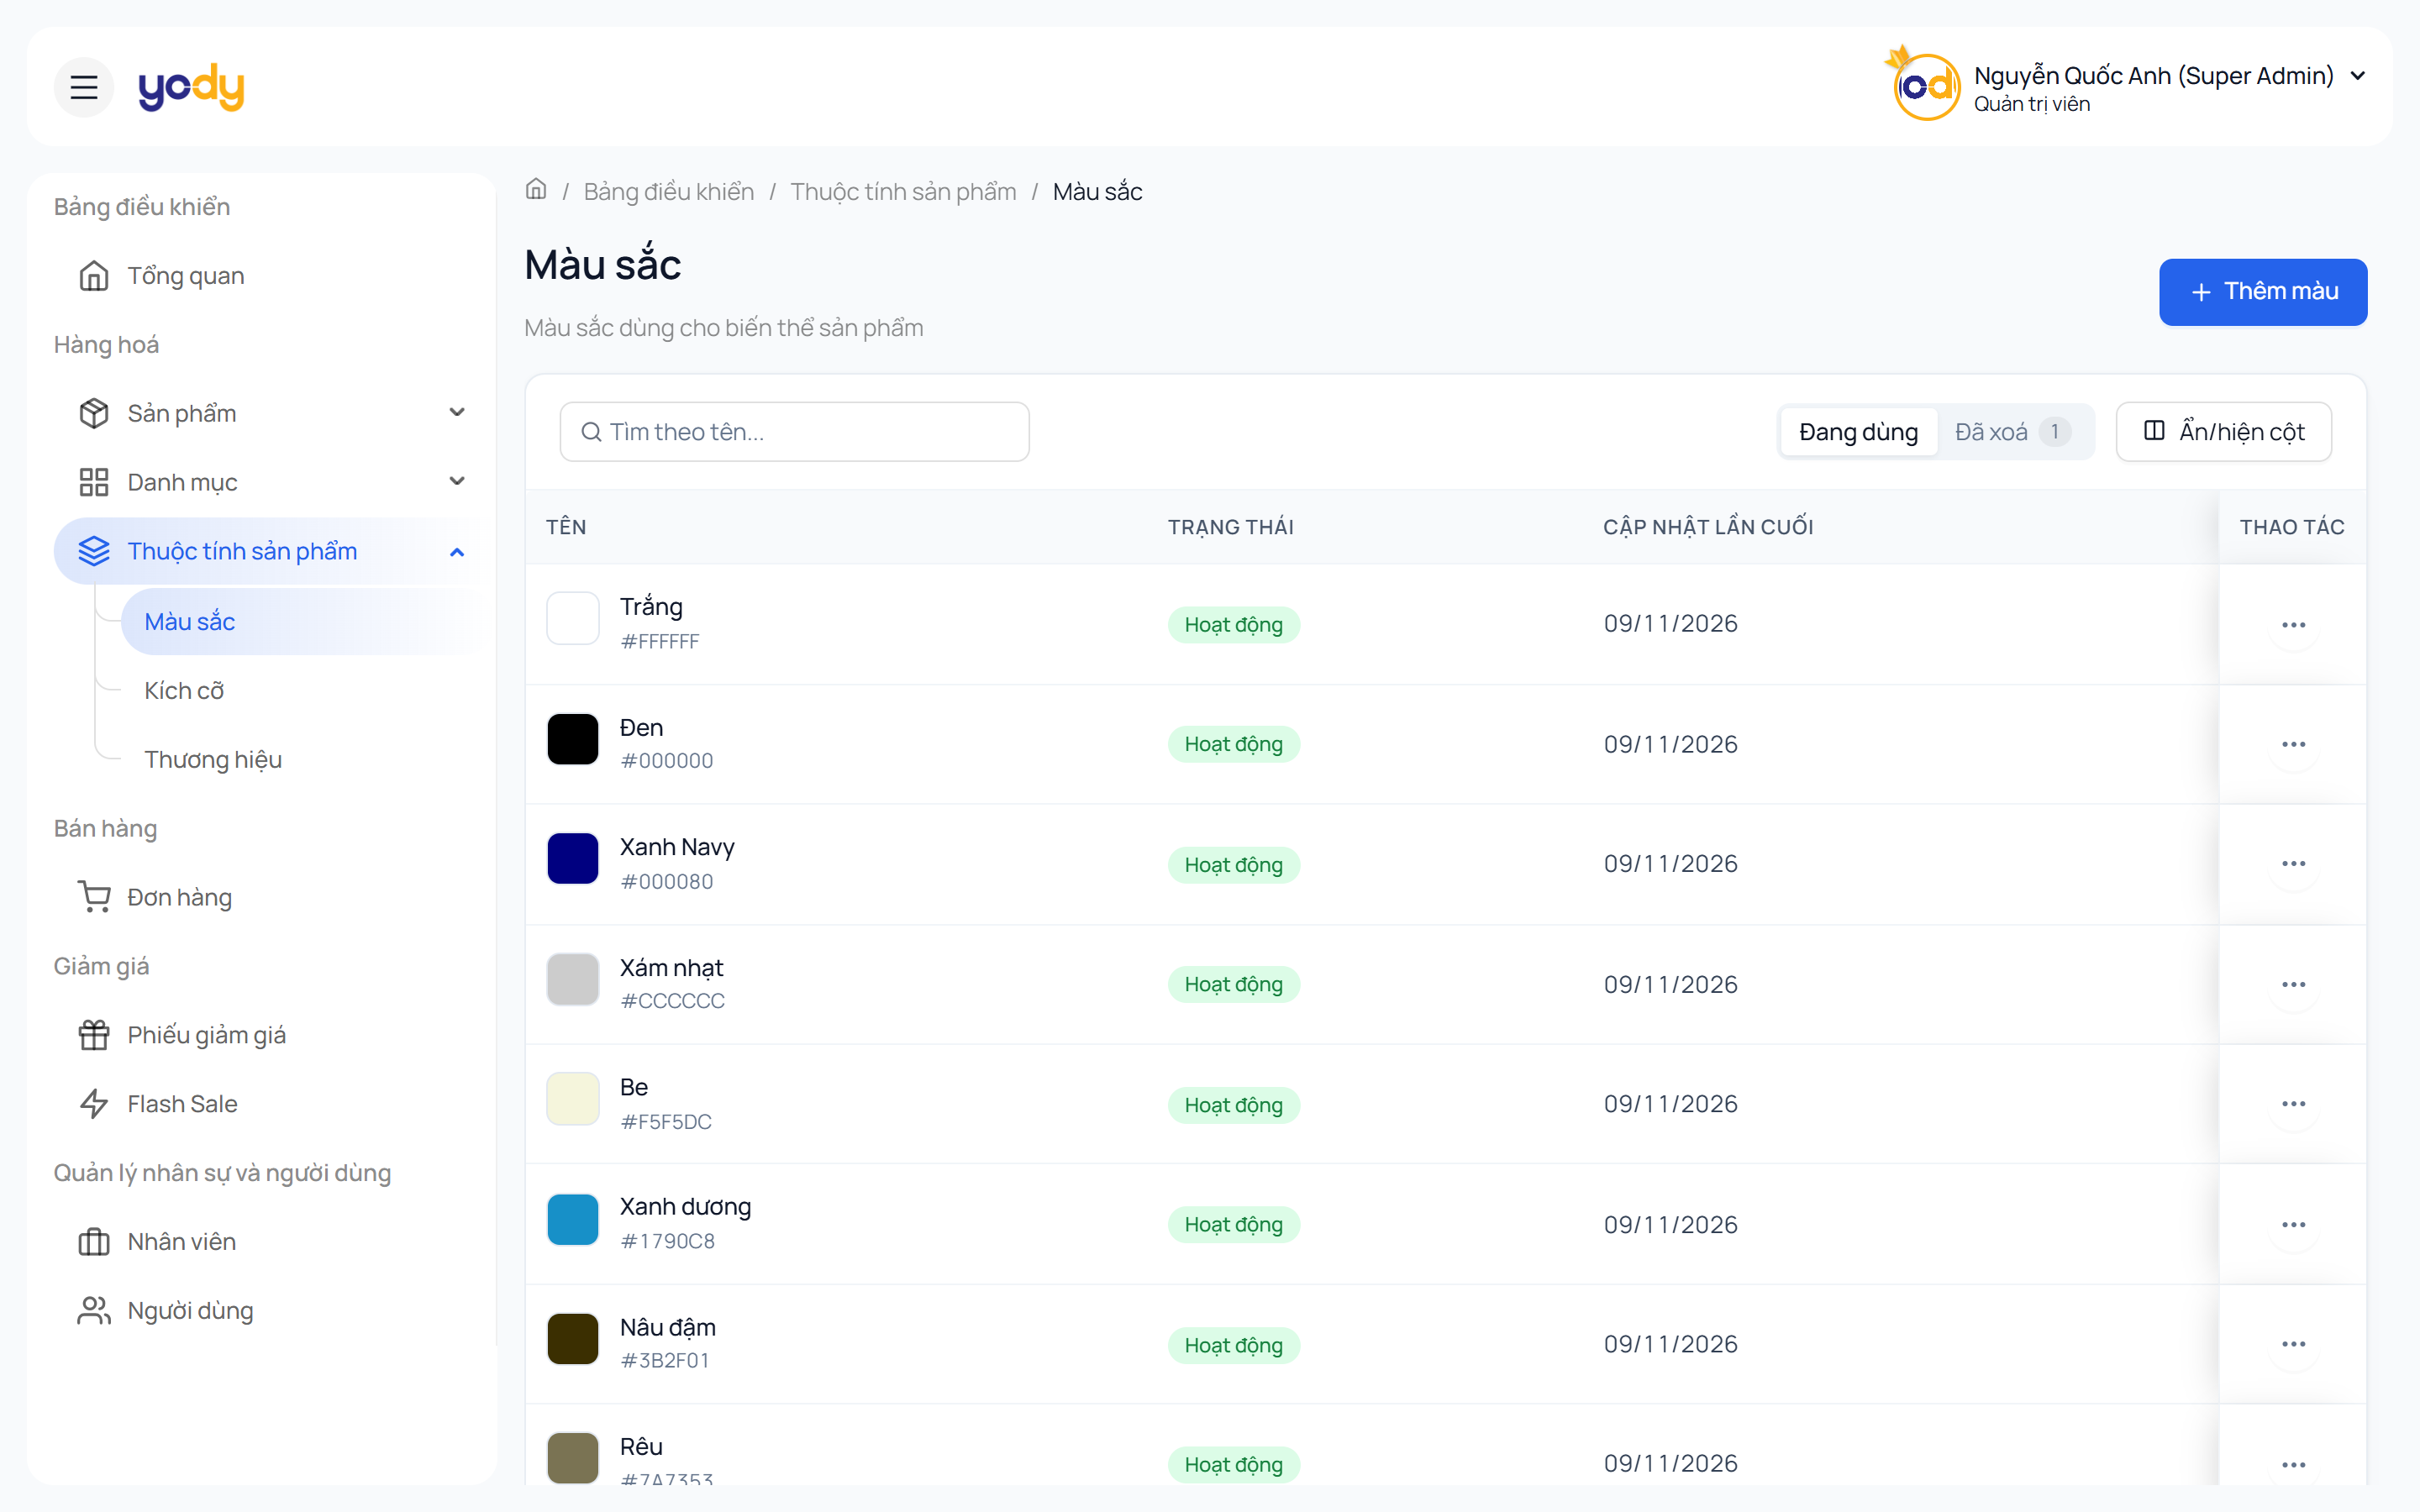 yody
Nguyễn Quốc Anh (Super Admin)
Quản trị viên
Bảng điều khiển
Tổng quan
Hàng hoá
Sản phẩm
Danh mục
Thuộc tính sản phẩm
Màu sắc
Kích cỡ
Thương hiệu
Bán hàng
Đơn hàng
Giảm giá
Phiếu giảm giá
Flash Sale
Quản lý nhân sự và người dùng
Nhân viên
Người dùng
/ Bảng điều khiển / Thuộc tính sản phẩm / Màu sắc
Màu sắc
Màu sắc dùng cho biến thể sản phẩm
Thêm màu
Tìm theo tên...
Đang dùng Đã xoá 1
Ẩn/hiện cột
TÊN TRẠNG THÁI CẬP NHẬT LẦN CUỐI THAO TÁC
Trắng
#FFFFFF
Hoạt động 09/11/2026
Đen
#000000
Hoạt động 09/11/2026
Xanh Navy
#000080
Hoạt động 09/11/2026
Xám nhạt
#CCCCCC
Hoạt động 09/11/2026
Be
#F5F5DC
Hoạt động 09/11/2026
Xanh dương
#1790C8
Hoạt động 09/11/2026
Nâu đậm
#3B2F01
Hoạt động 09/11/2026
Rêu
#7A7353
Hoạt động 09/11/2026